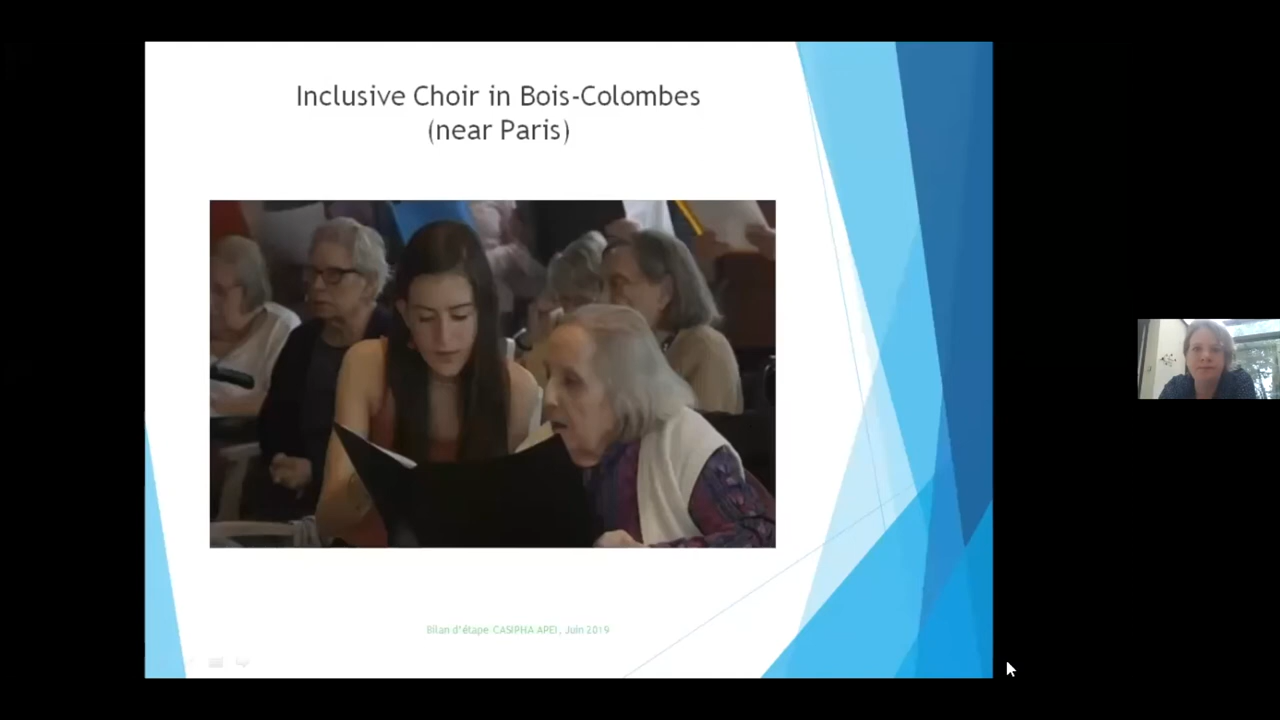 Inclusive Choir in Bois-Colombes
(near Paris)
Bilan d'étape CASIPHA APEI, Juin 2019